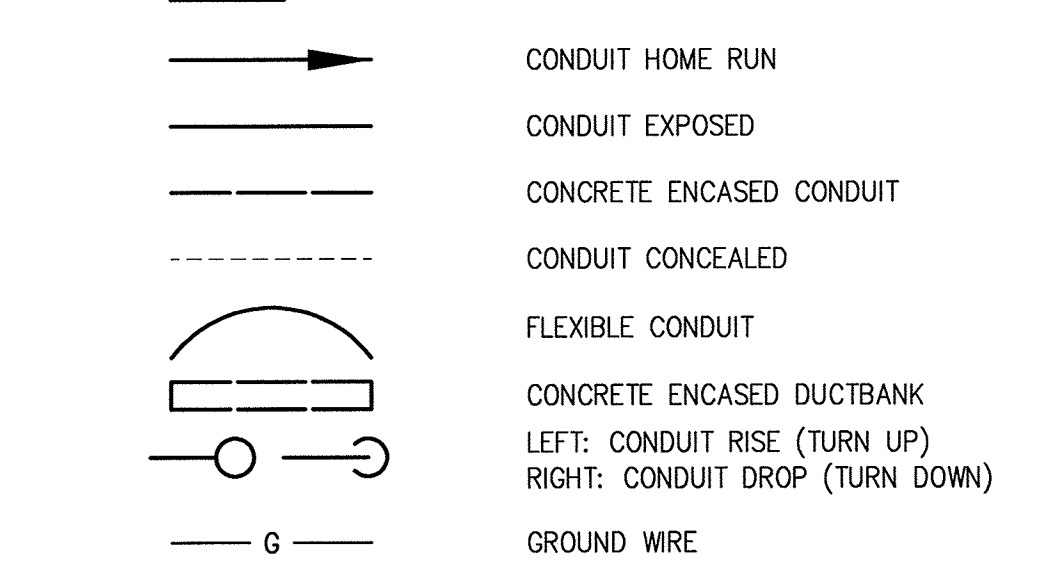 CONDUIT HOME RUN
CONDUIT EXPOSED
CONCRETE ENCASED CONDUIT
CONDUIT CONCEALED
FLEXIBLE CONDUIT
CONCRETE ENCASED DUCTBANK
LEFT: CONDUIT RISE (TURN UP)
RIGHT: CONDUIT DROP (TURN DOWN)
G GROUND WIRE